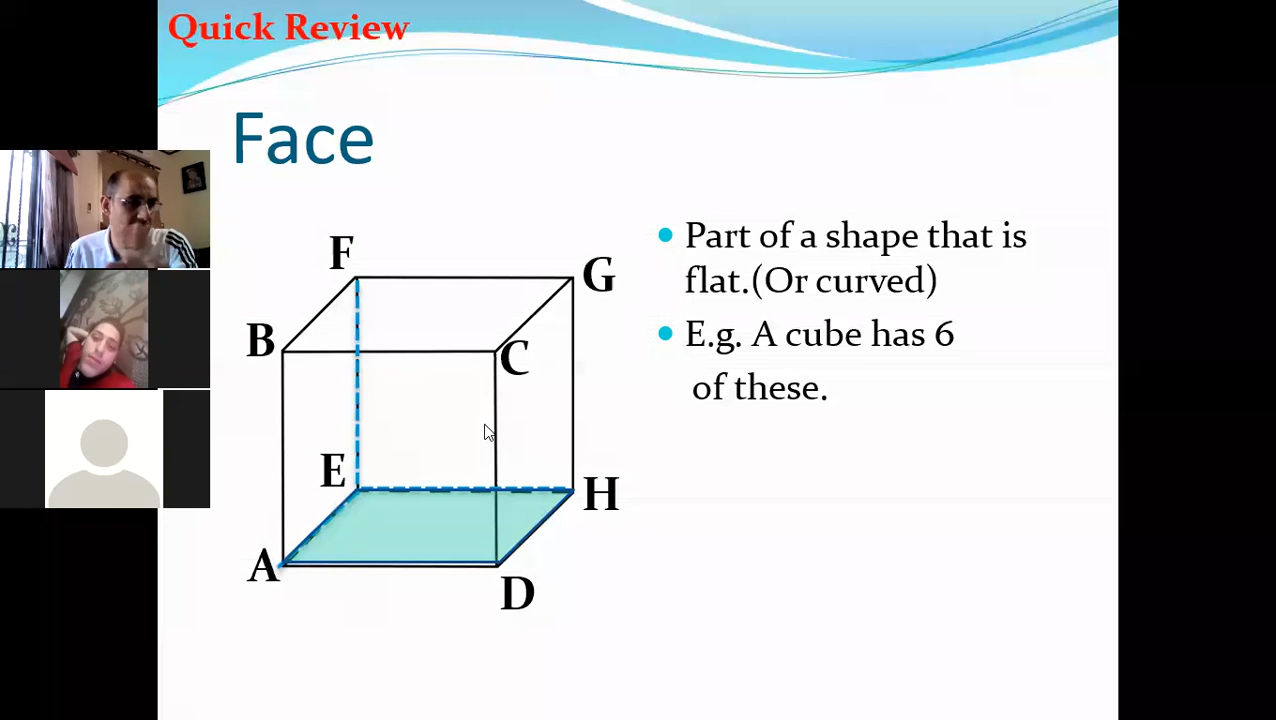 Quick Review
Face
F
G
B
C
E
H
A
D
Part of a shape that is
flat.(Or curved)
E.g. A cube has 6
of these.